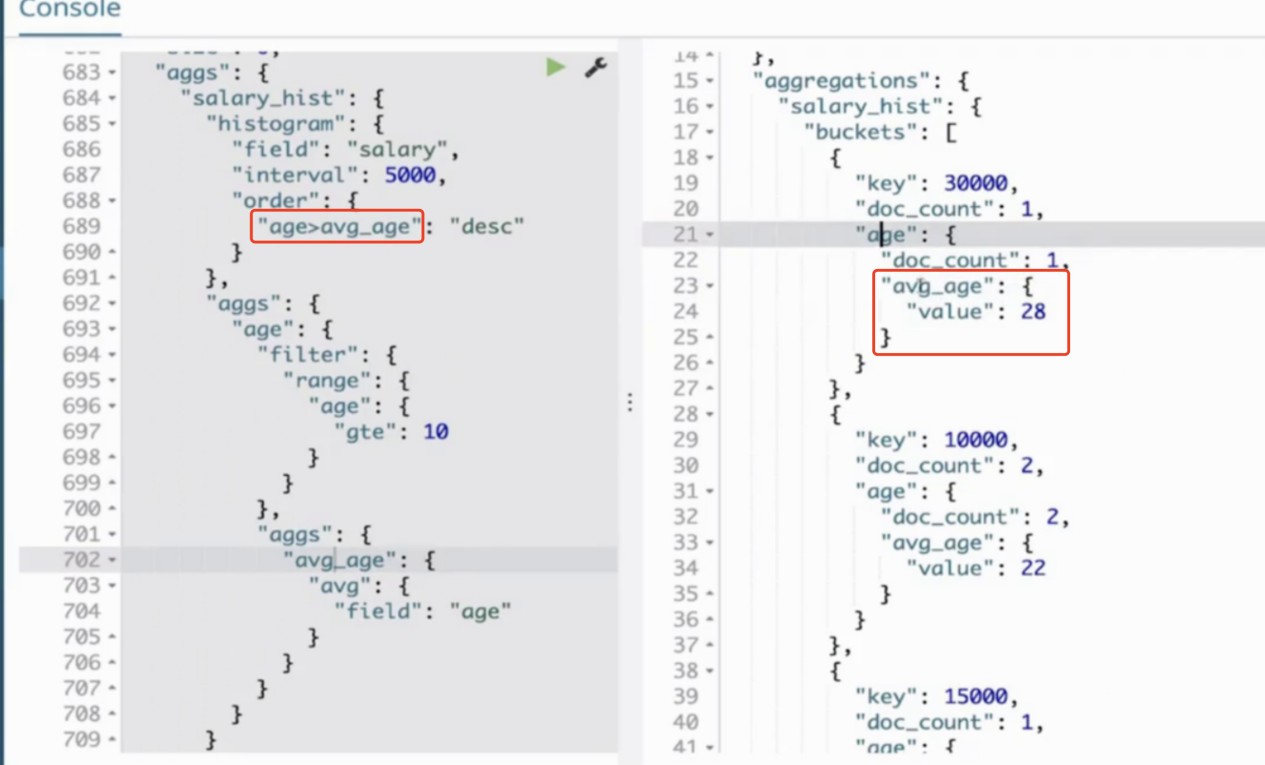 Console
683 "aggs": {
684 "salary_hist": {
685 "histogram": {
686 "field": "salary",
687 "interval": 5000,
688 "order": {
689 "age>avg_age": "desc"
690 }
691 },
692 "aggs": {
693 "age": {
694 "filter": {
695 "range": {
696 "age": {
697 "gte": 10
698 }
699 }
700 },
701 "aggs": {
702 "avg_age": {
703 "avg": {
704 "field": "age"
705 }
706 }
707 }
708 }
709 }
14 },
15 "aggregations": {
16 "salary_hist": {
17 "buckets": [
18 {
19 "key": 30000,
20 "doc_count": 1,
21 "age": {
22 "doc_count": 1,
23 "avg_age": {
24 "value": 28
25 }
26 }
27 },
28 {
29 "key": 10000,
30 "doc_count": 2,
31 "age": {
32 "doc_count": 2,
33 "avg_age": {
34 "value": 22
35 }
36 }
37 },
38 {
39 "key": 15000,
40 "doc_count": 1,
41 "age": {